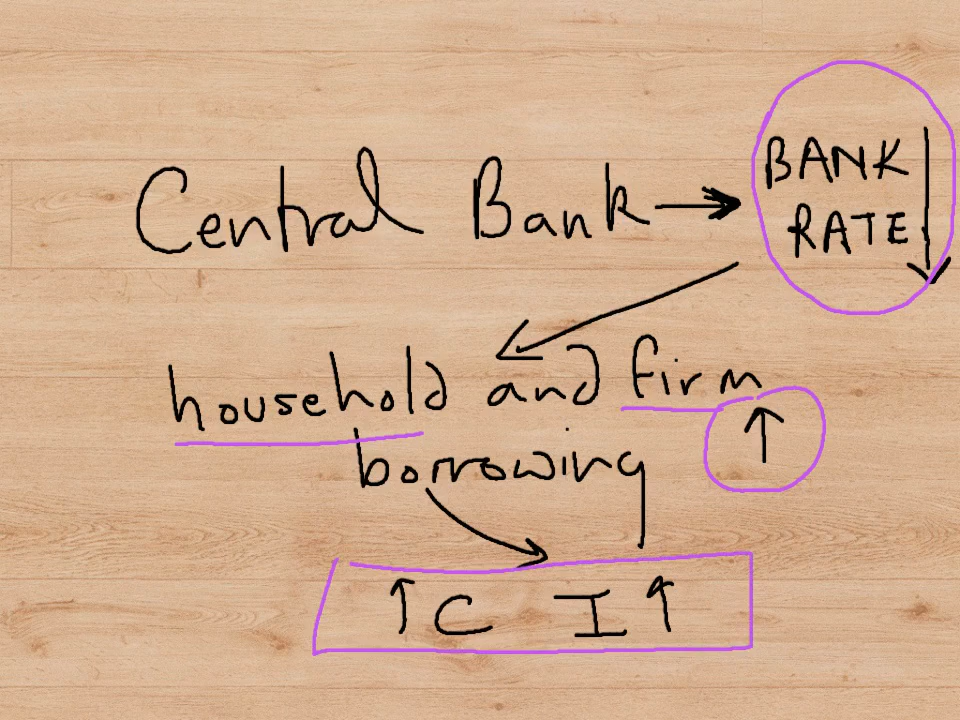 Central Bank → BANK RATE ↓
household and firm
borrowing ↑
↑ C I ↑